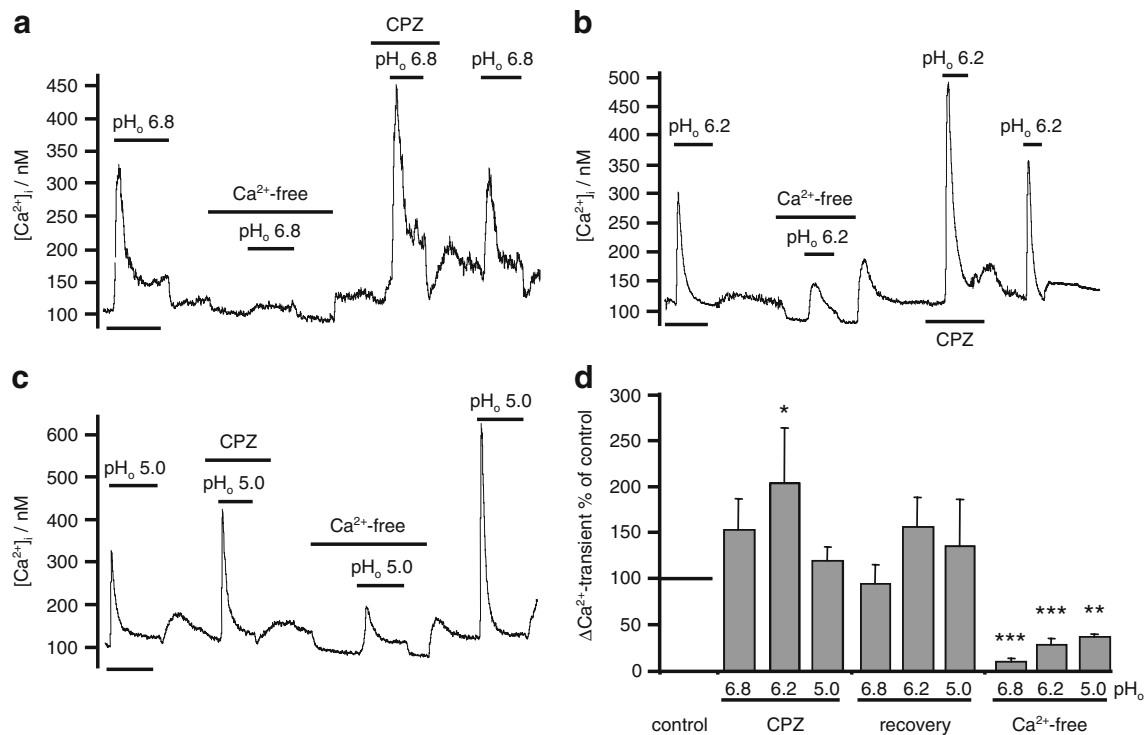 a
CPZ
pHₒ 6.8
pHₒ 6.8
pHₒ 6.8
Ca²⁺-free
pHₒ 6.8
[Ca²⁺]ᵢ / nM
450
400
350
300
250
200
150
100
b
pHₒ 6.2
pHₒ 6.2
pHₒ 6.2
Ca²⁺-free
pHₒ 6.2
CPZ
[Ca²⁺]ᵢ / nM
500
450
400
350
300
250
200
150
100
c
pHₒ 5.0
pHₒ 5.0
CPZ
pHₒ 5.0
Ca²⁺-free
pHₒ 5.0
[Ca²⁺]ᵢ / nM
600
500
400
300
200
100
d
ΔCa²⁺-transient % of control
300
250
200
150
100
50
0
*
*** *** **
6.8 6.2 5.0 6.8 6.2 5.0 6.8 6.2 5.0 pHₒ
control CPZ recovery Ca²⁺-free